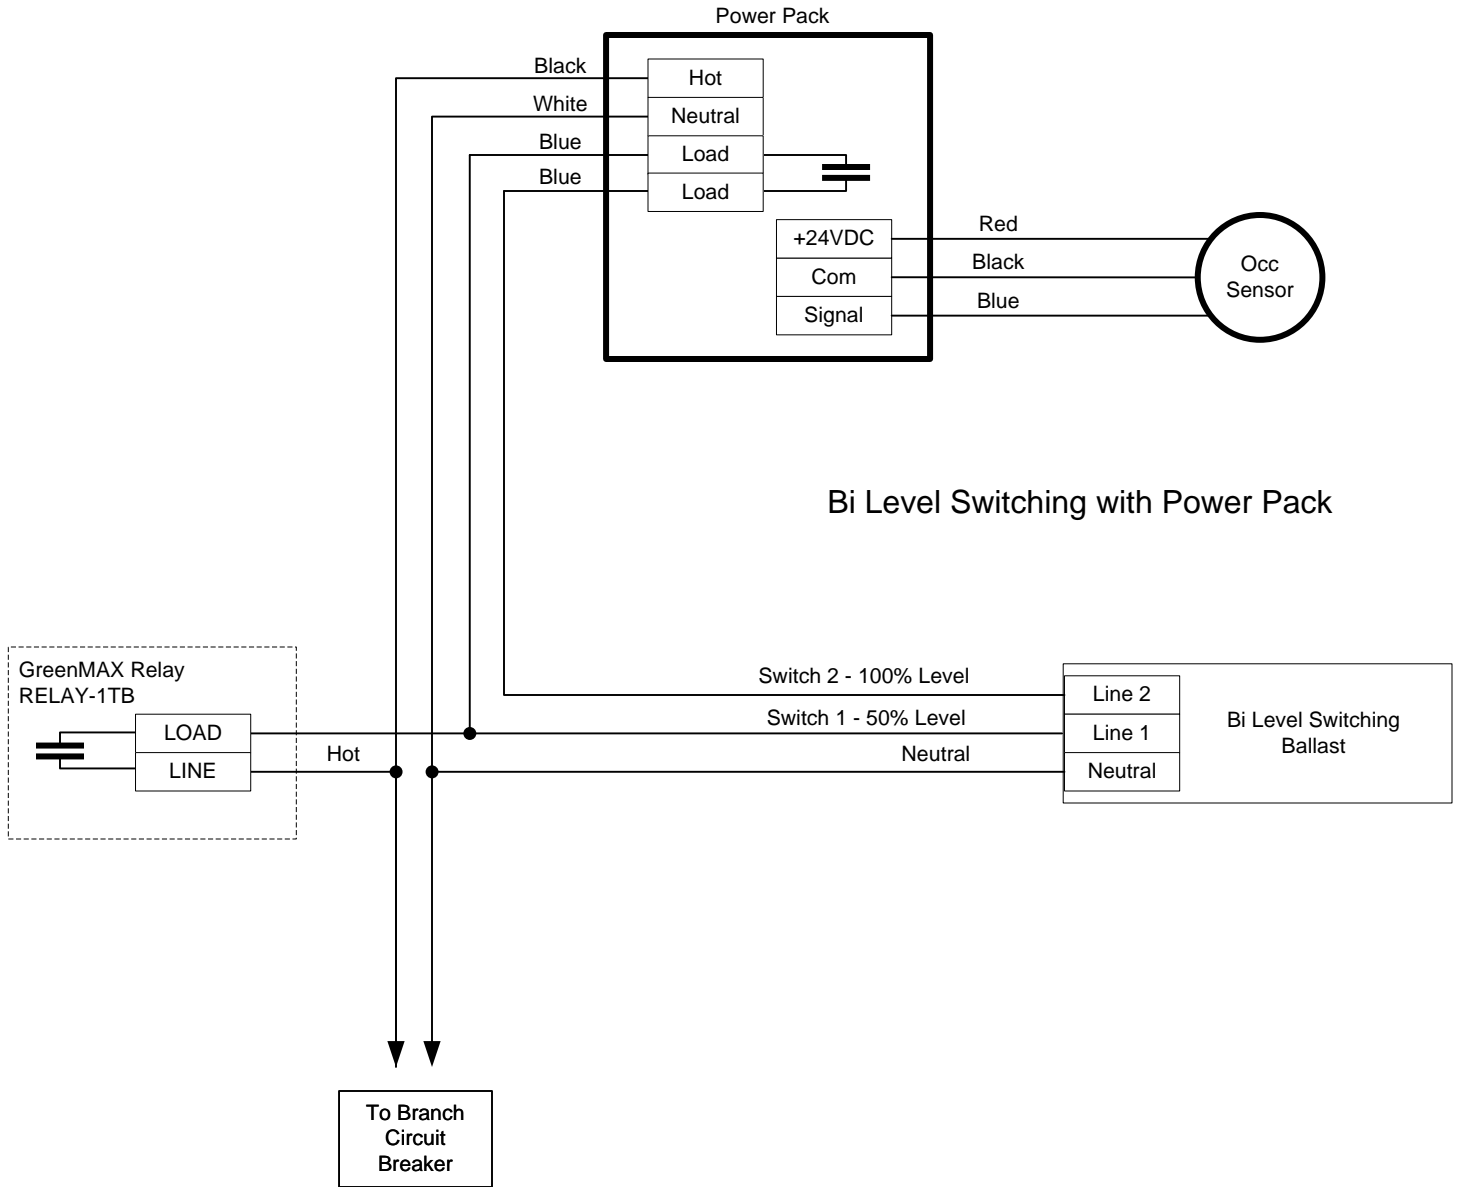 Power Pack
Black
Hot
White
Neutral
Blue
Load
Blue
Load
+24VDC
Red
Com
Black
Signal
Blue
Occ
Sensor
Bi Level Switching with Power Pack
GreenMAX Relay
RELAY-1TB
LOAD
LINE
Hot
Switch 2 - 100% Level
Switch 1 - 50% Level
Neutral
Line 2
Line 1
Neutral
Bi Level Switching
Ballast
To Branch
Circuit
Breaker